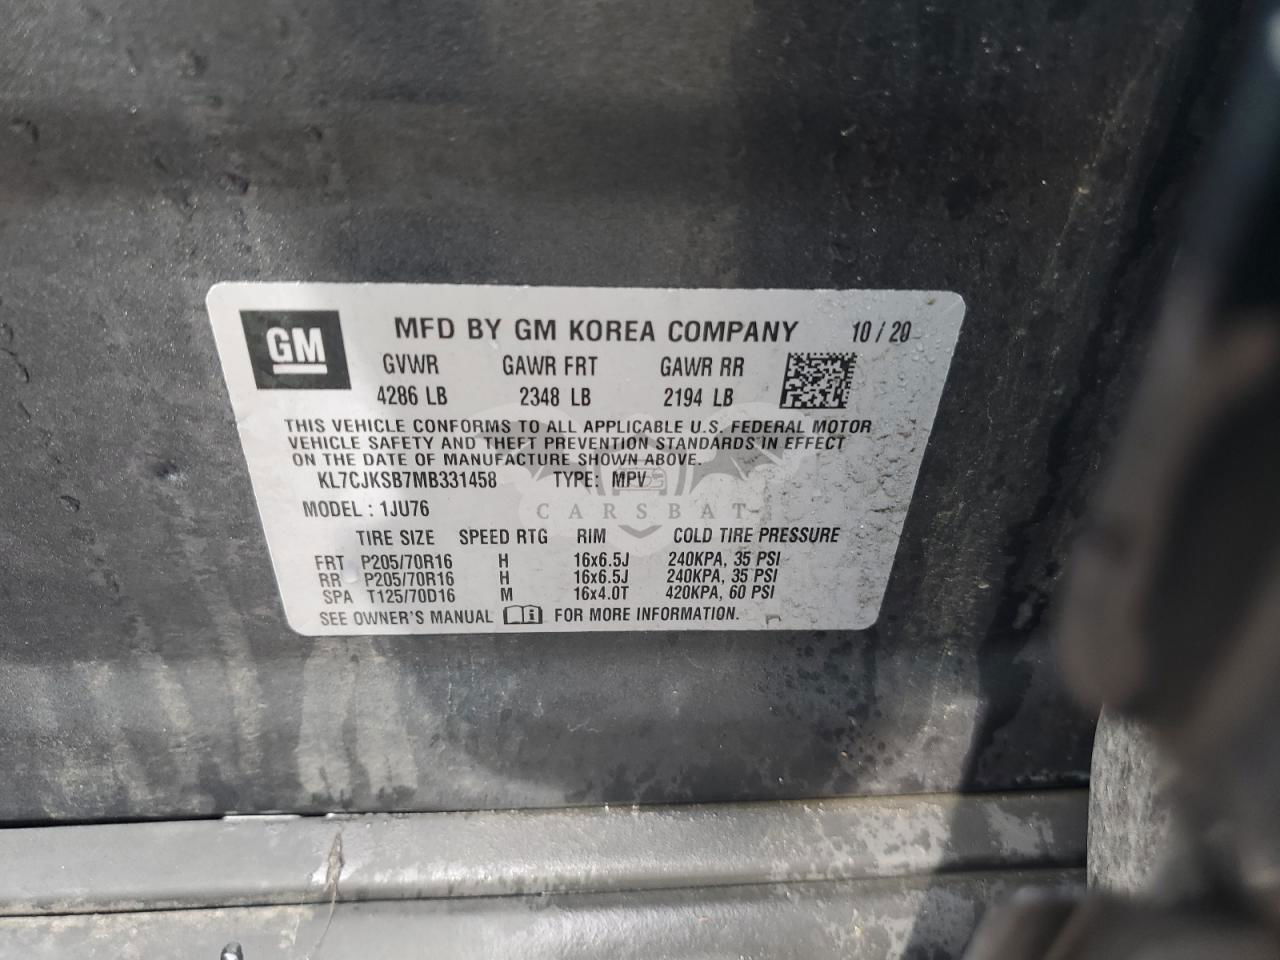 GM MFD BY GM KOREA COMPANY 10/20
GVWR GAWR FRT GAWR RR
4286 LB 2348 LB 2194 LB
THIS VEHICLE CONFORMS TO ALL APPLICABLE U.S. FEDERAL MOTOR
VEHICLE SAFETY AND THEFT PREVENTION STANDARDS IN EFFECT
ON THE DATE OF MANUFACTURE SHOWN ABOVE.
KL7CJKSB7MB331458 TYPE: MPV
MODEL : 1JU76
CARSBAT
TIRE SIZE SPEED RTG RIM COLD TIRE PRESSURE
FRT P205/70R16 H 16x6.5J 240KPA, 35 PSI
RR P205/70R16 H 16x6.5J 240KPA, 35 PSI
SPA T125/70D16 M 16x4.0T 420KPA, 60 PSI
SEE OWNER'S MANUAL FOR MORE INFORMATION.